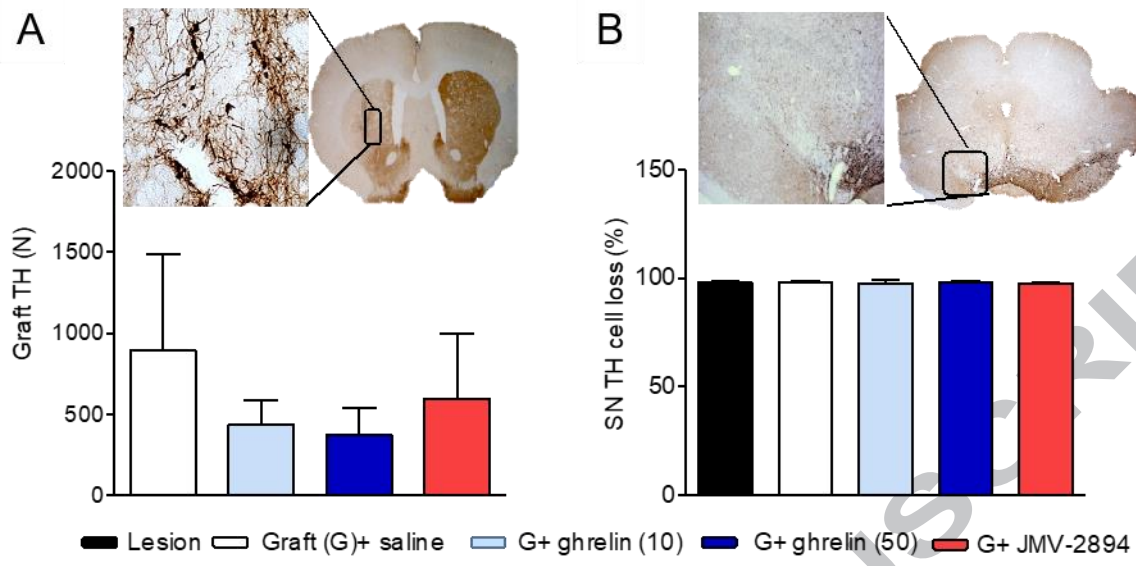 A
B
2000
1500
1000
500
0
Graft TH (N)
150
100
50
0
SN TH cell loss (%)
Lesion Graft (G)+ saline G+ ghrelin (10) G+ ghrelin (50) G+ JMV-2894